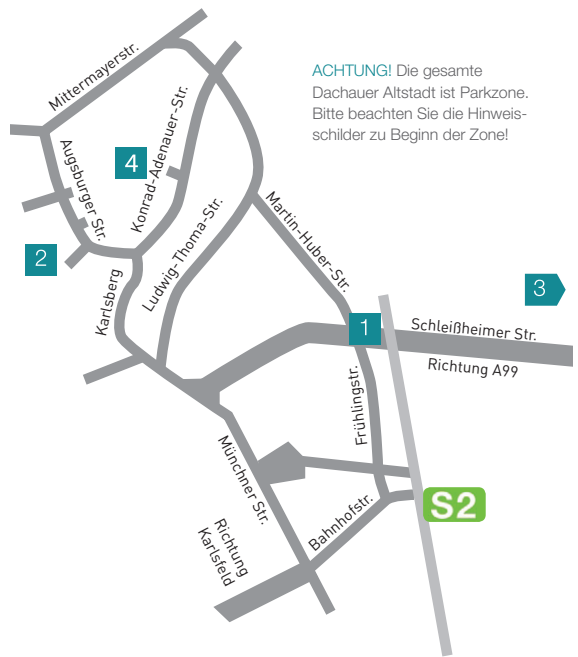 ACHTUNG! Die gesamte
Dachauer Altstadt ist Parkzone.
Bitte beachten Sie die Hinweis-
schilder zu Beginn der Zone!
Mittermayerstr.
Augsburger Str.
4
Konrad-Adenauer-Str.
2
Karlsberg
Ludwig-Thoma-Str.
Martin-Huber-Str.
3
1
Schleißheimer Str.
Richtung A99
Frühlingstr.
Münchner Str.
S2
Bahnhofstr.
Richtung
Karlsfeld